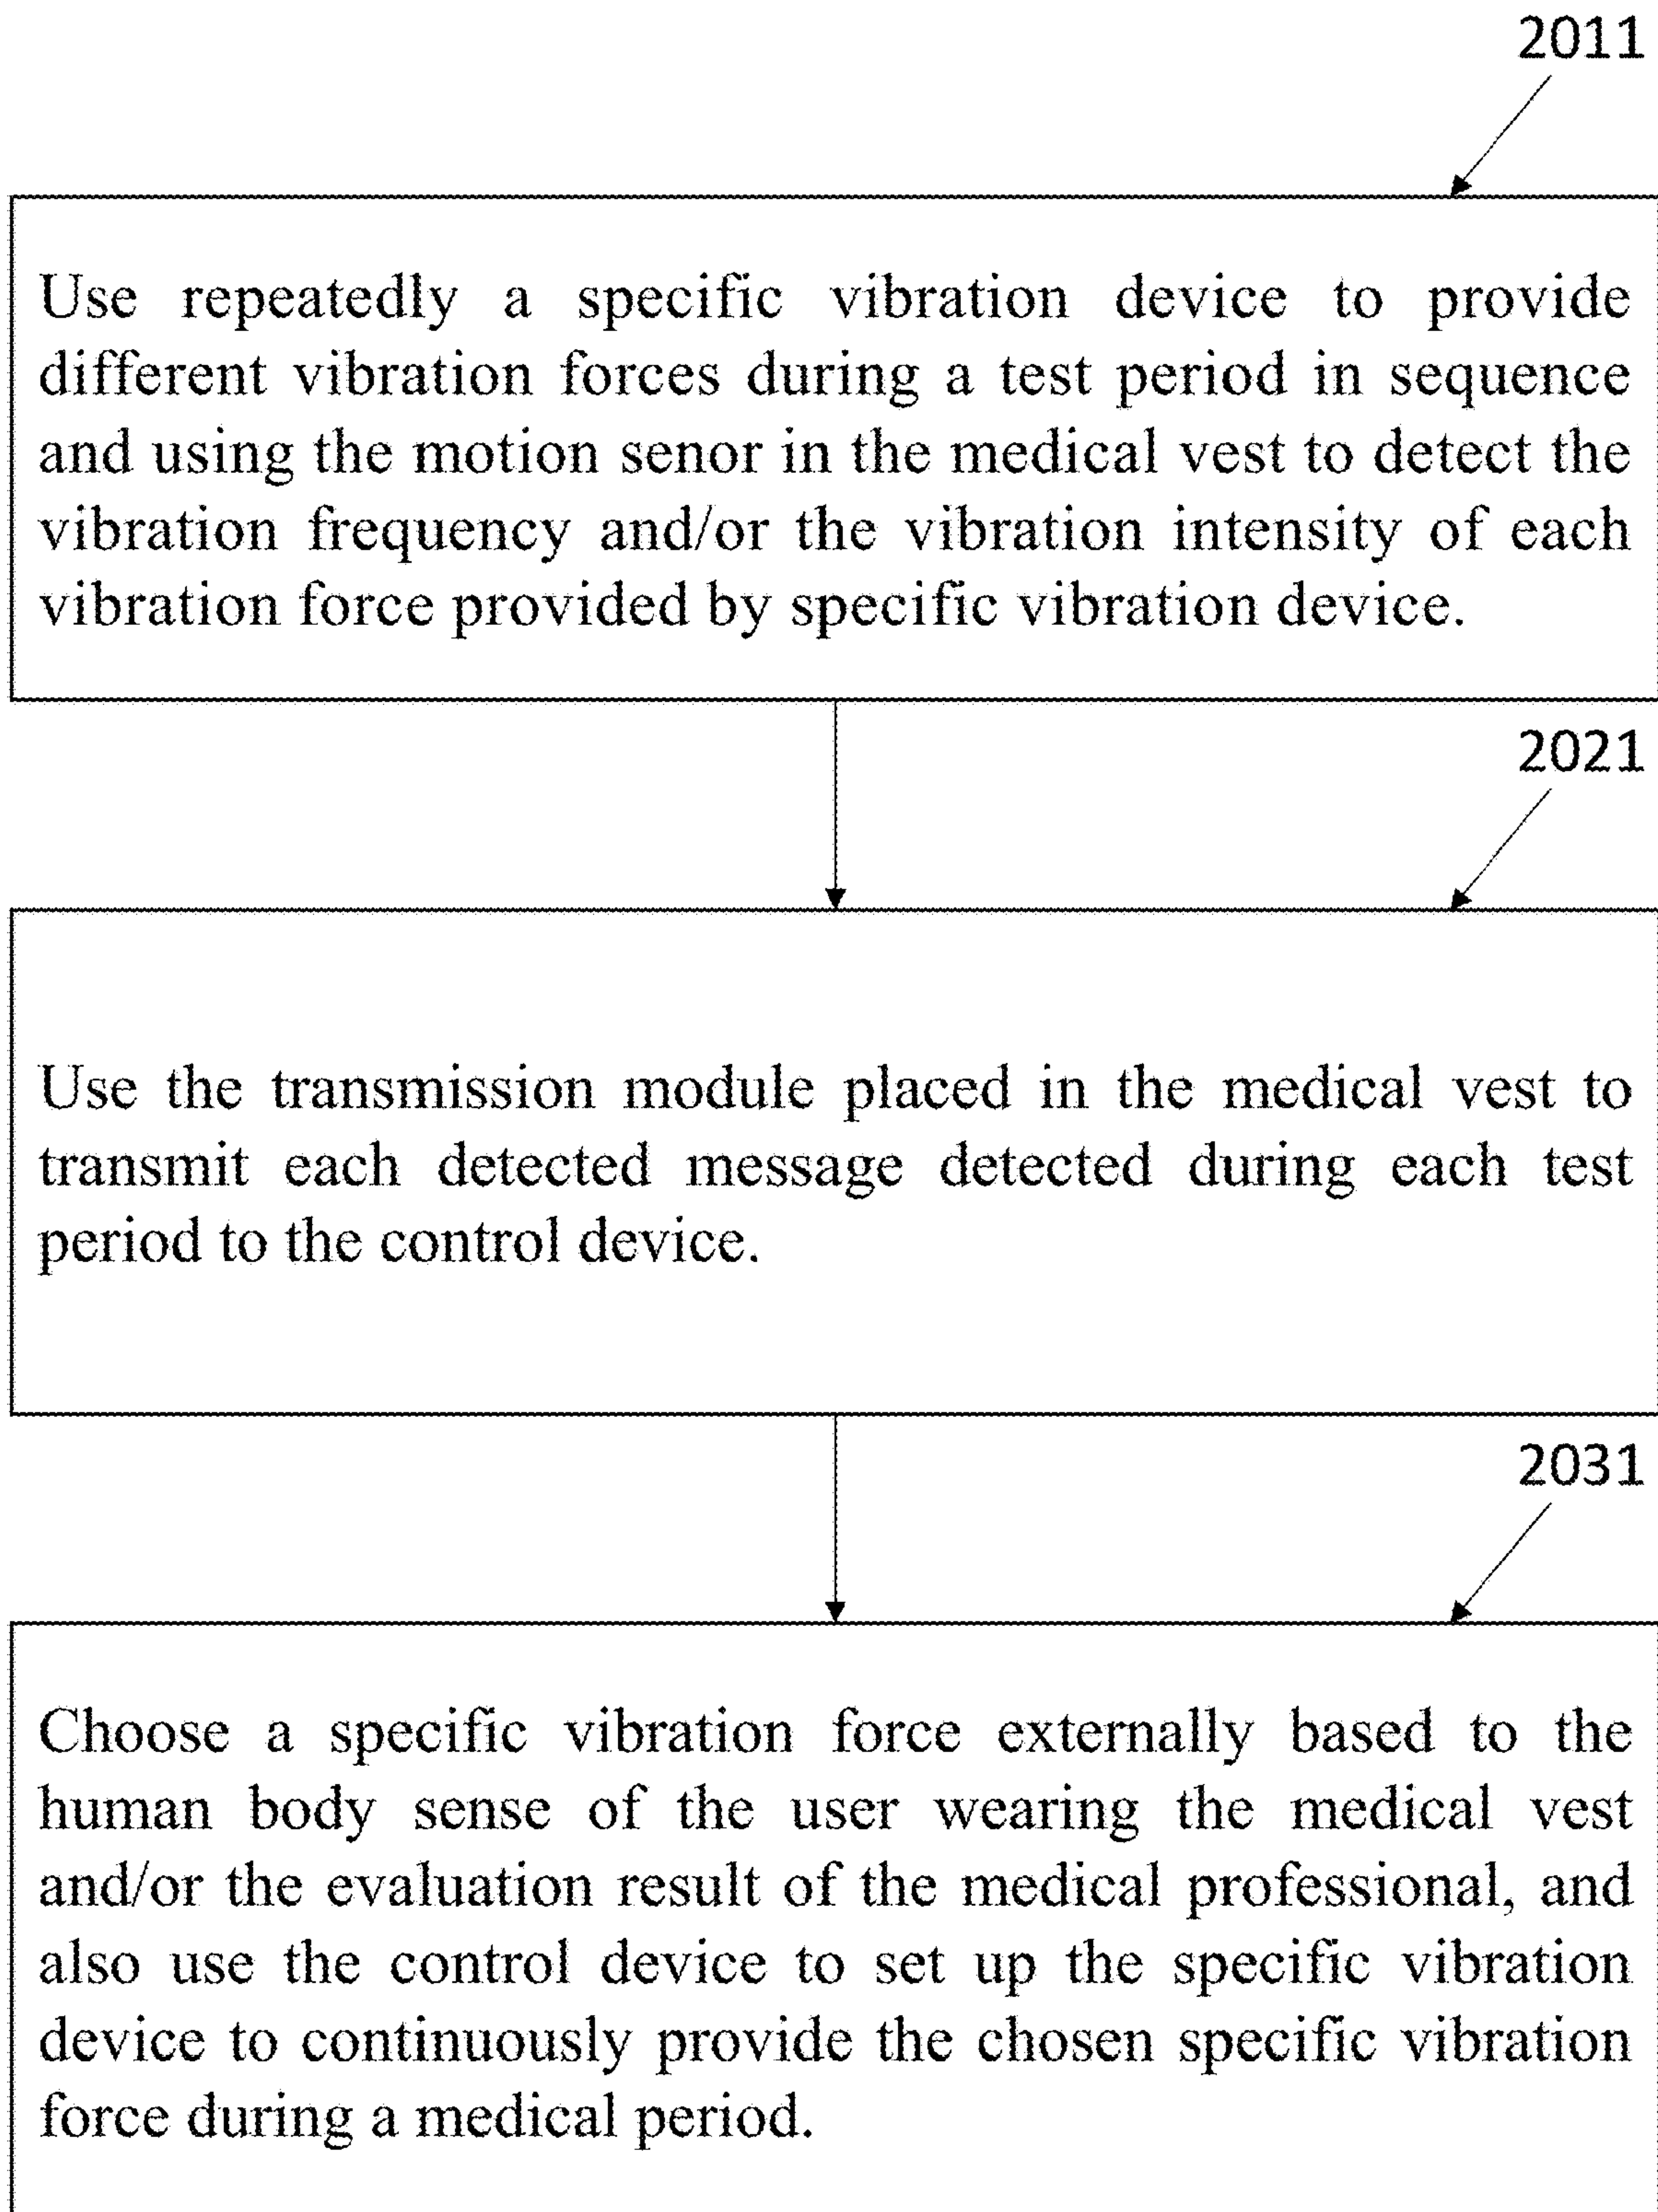 2011
Use repeatedly a specific vibration device to provide
different vibration forces during a test period in sequence
and using the motion senor in the medical vest to detect the
vibration frequency and/or the vibration intensity of each
vibration force provided by specific vibration device.
2021
Use the transmission module placed in the medical vest to
transmit each detected message detected during each test
period to the control device.
2031
Choose a specific vibration force externally based to the
human body sense of the user wearing the medical vest
and/or the evaluation result of the medical professional, and
also use the control device to set up the specific vibration
device to continuously provide the chosen specific vibration
force during a medical period.